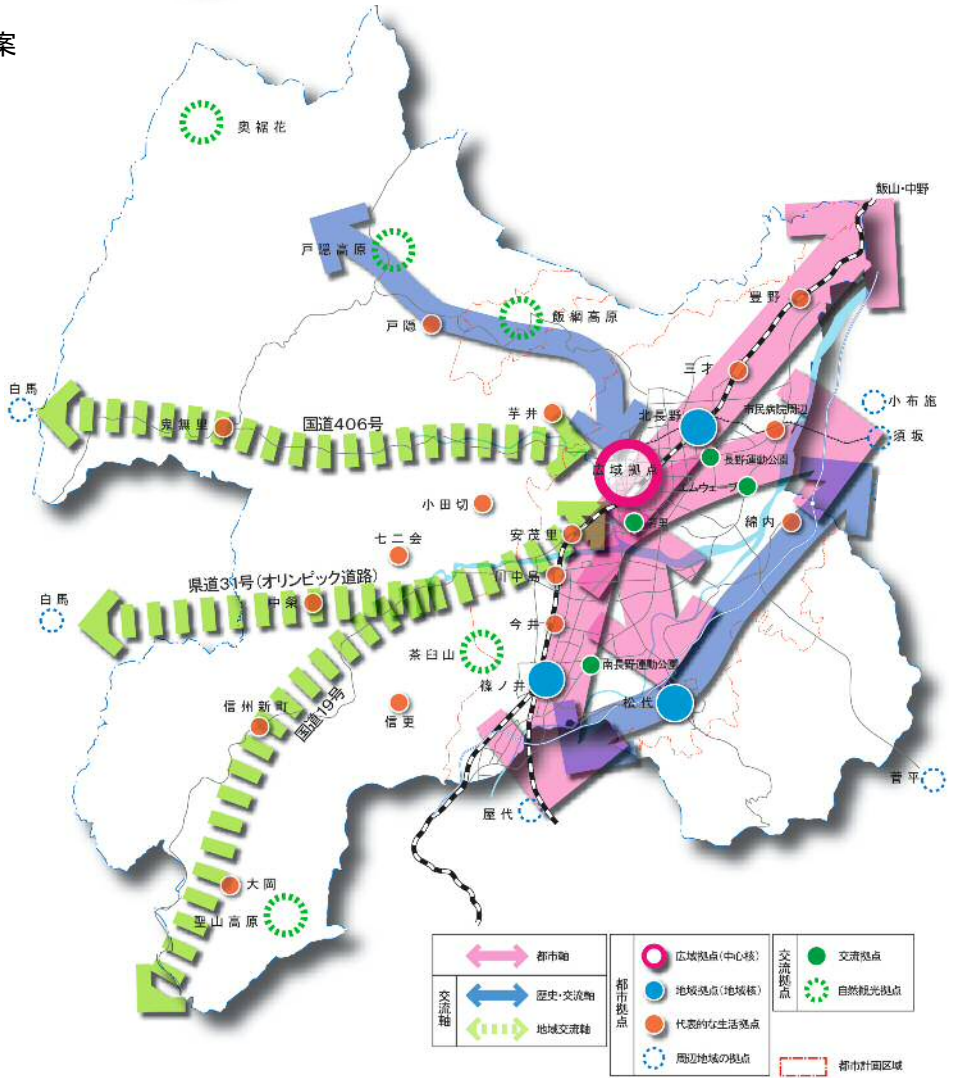 案
奥裾花
飯山・中野
戸隠高原
豊野
飯綱高原
戸隠
三才
白馬
小布施
芋井
北長野
市民病院周辺
国道406号
鬼無里
須坂
長野運動公園
広域拠点
エムウェーブ
小田切
綿内
安茂里
七二会
川中島
県道31号(オリンピック道路)
中条
白馬
今井
茶臼山
南長野運動公園
篠ノ井
松代
信州新町
国道19号
信更
菅平
屋代
大岡
聖山高原
都市軸
交流軸
歴史・交流軸
地域交流軸
都市拠点
広域拠点(中心核)
地域拠点(地域核)
代表的な生活拠点
周辺地域の拠点
交流拠点
交流拠点
自然観光拠点
都市計画区域